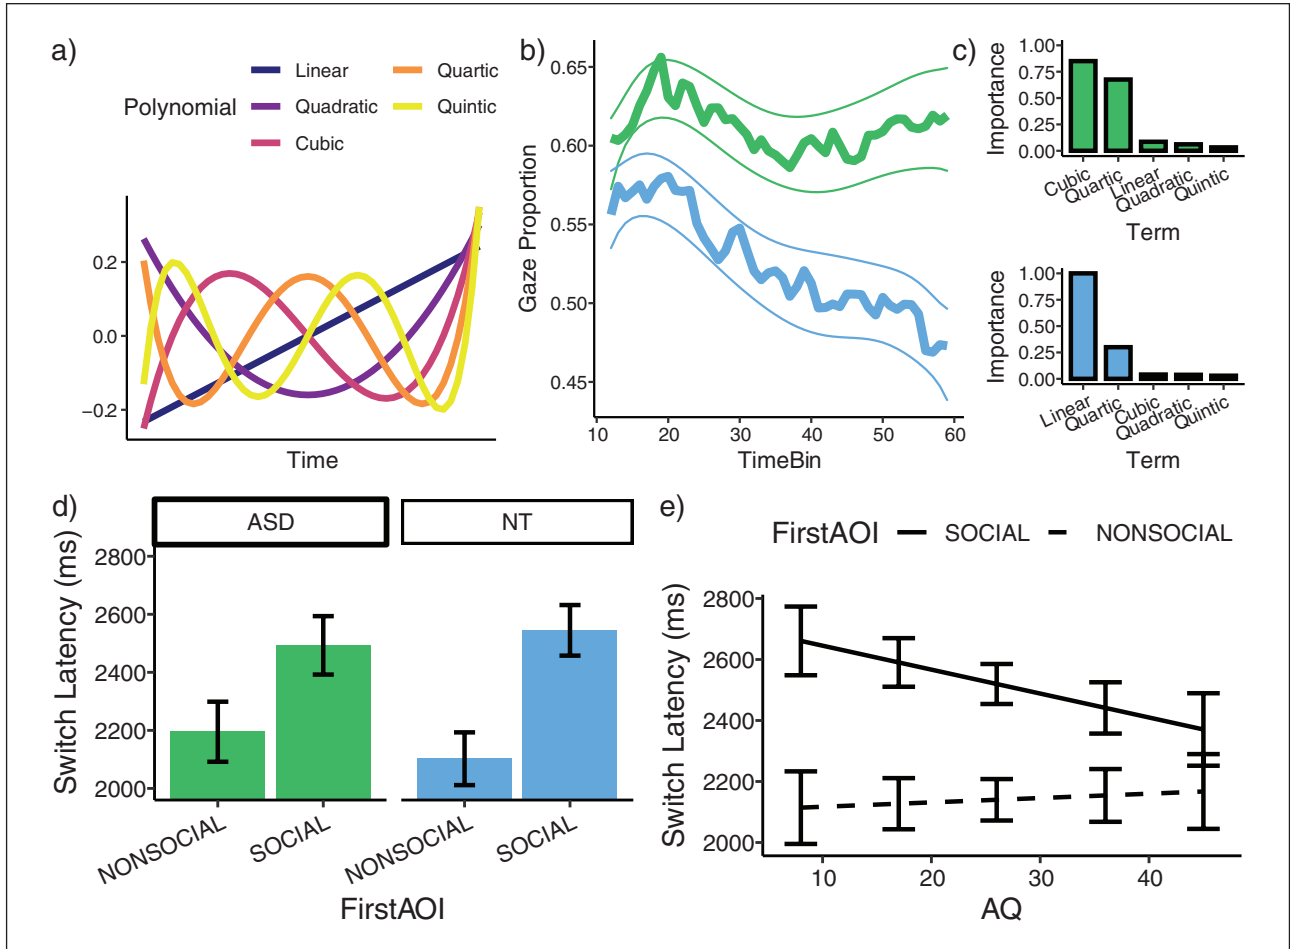 a)
Polynomial
Linear
Quadratic
Cubic
Quartic
Quintic
0.2
0.0
−0.2
Time
b)
Gaze Proportion
0.65
0.60
0.55
0.50
0.45
10 20 30 40 50 60
TimeBin
c)
Importance
1.00
0.75
0.50
0.25
0.00
Cubic Quartic Linear Quadratic Quintic
Term
Importance
1.00
0.75
0.50
0.25
0.00
Linear Quartic Cubic Quadratic Quintic
Term
d)
ASD NT
Switch Latency (ms)
2800
2600
2400
2200
2000
NONSOCIAL SOCIAL NONSOCIAL SOCIAL
FirstAOI
e)
FirstAOI SOCIAL NONSOCIAL
Switch Latency (ms)
2800
2600
2400
2200
2000
10 20 30 40
AQ